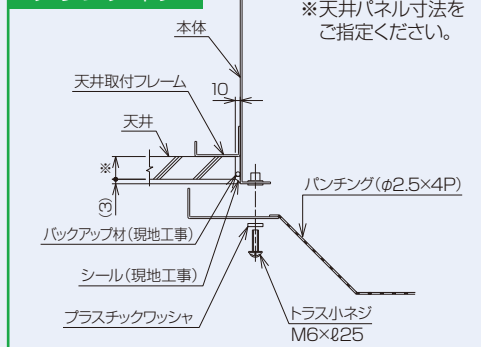 ※天井パネル寸法を
ご指定ください。
本体
天井取付フレーム
10
天井
※
(3)
パンチング(φ2.5×4P)
バックアップ材(現地工事)
シール(現地工事)
プラスチックワッシャ
トラス小ネジ
M6×ℓ25